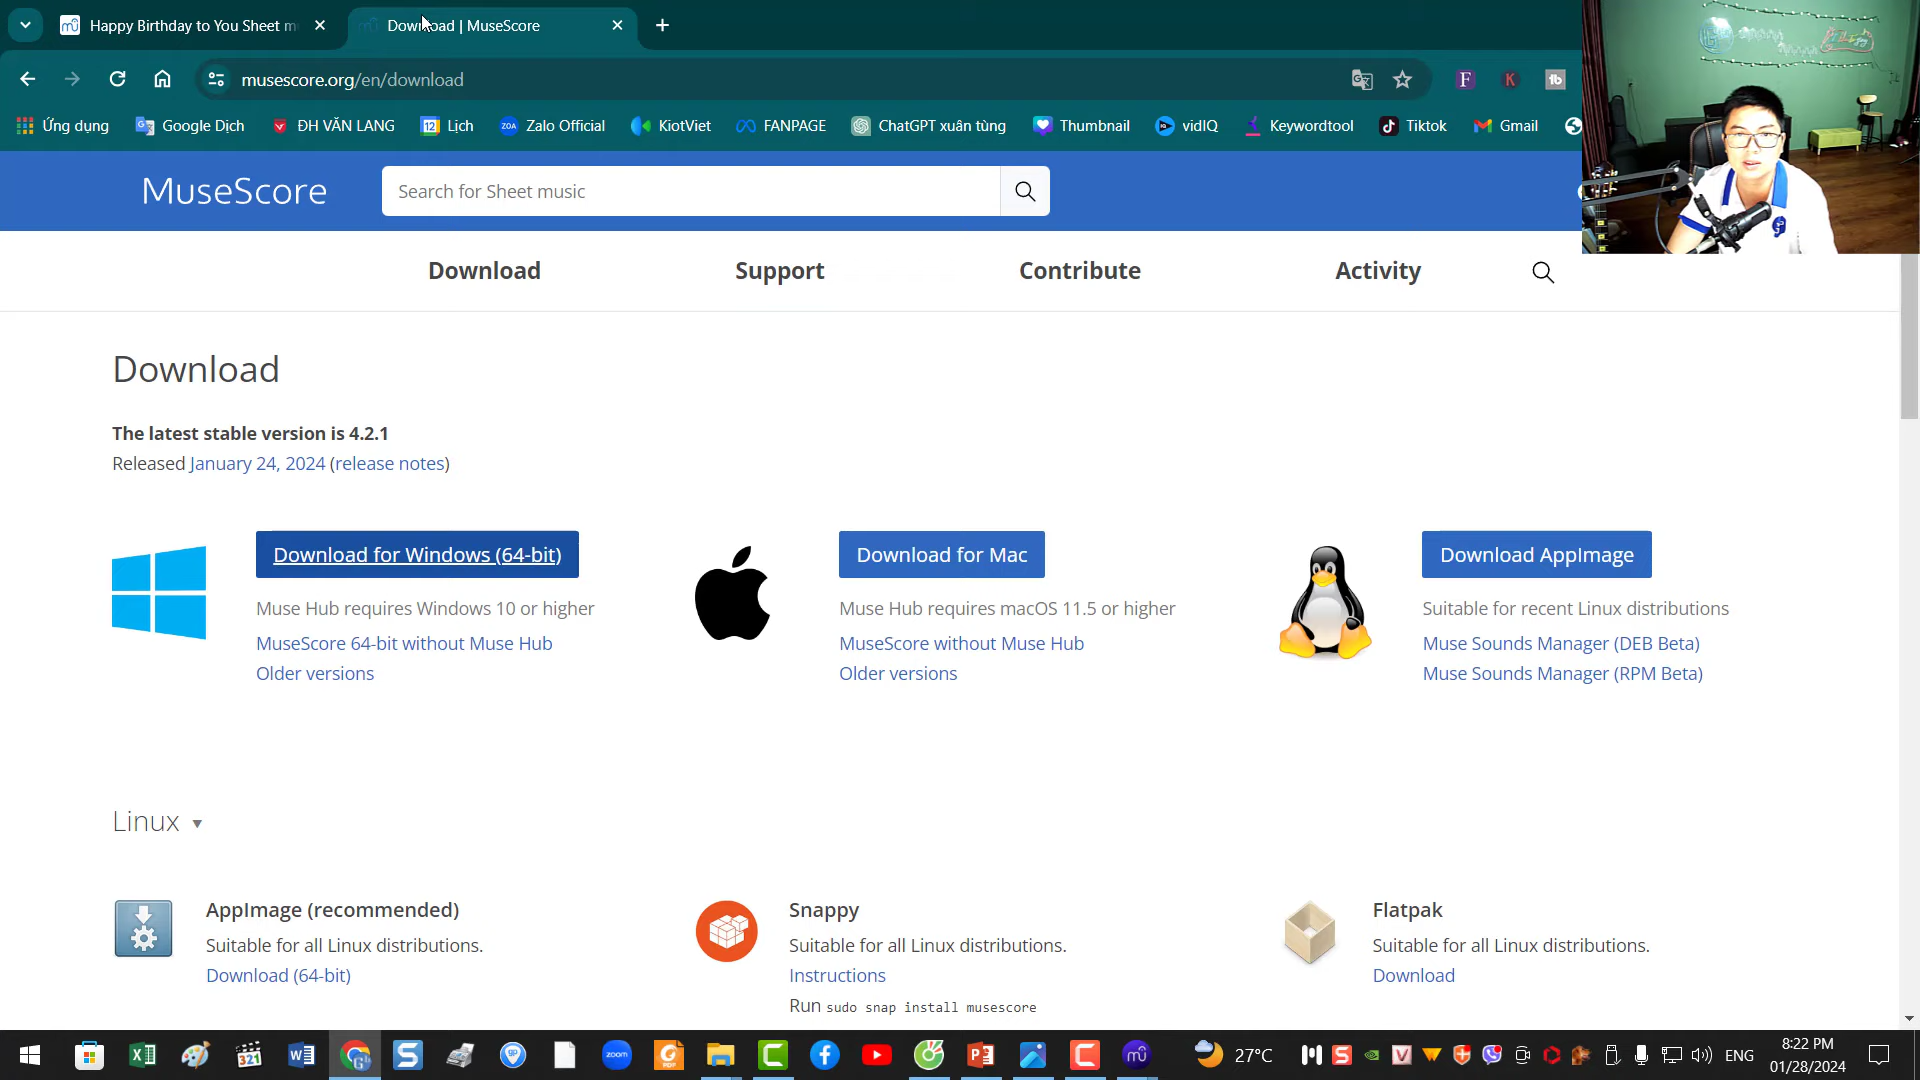 Happy Birthday to You Sheet m
Download | MuseScore
musescore.org/en/download
Ứng dụng
Google Dịch
ĐH VĂN LANG
12 Lịch
ZOA Zalo Official
KiotViet
FANPAGE
ChatGPT xuân tùng
Thumbnail
vidIQ
Keywordtool
Tiktok
Gmail
MuseScore
Search for Sheet music
Download
Support
Contribute
Activity
Download
The latest stable version is 4.2.1
Released January 24, 2024 (release notes)
Download for Windows (64-bit)
Muse Hub requires Windows 10 or higher
MuseScore 64-bit without Muse Hub
Older versions
Download for Mac
Muse Hub requires macOS 11.5 or higher
MuseScore without Muse Hub
Older versions
Download AppImage
Suitable for recent Linux distributions
Muse Sounds Manager (DEB Beta)
Muse Sounds Manager (RPM Beta)
Linux
AppImage (recommended)
Suitable for all Linux distributions.
Download (64-bit)
Snappy
Suitable for all Linux distributions.
Instructions
Run sudo snap install musescore
Flatpak
Suitable for all Linux distributions.
Download
27°C
ENG
8:22 PM
01/28/2024